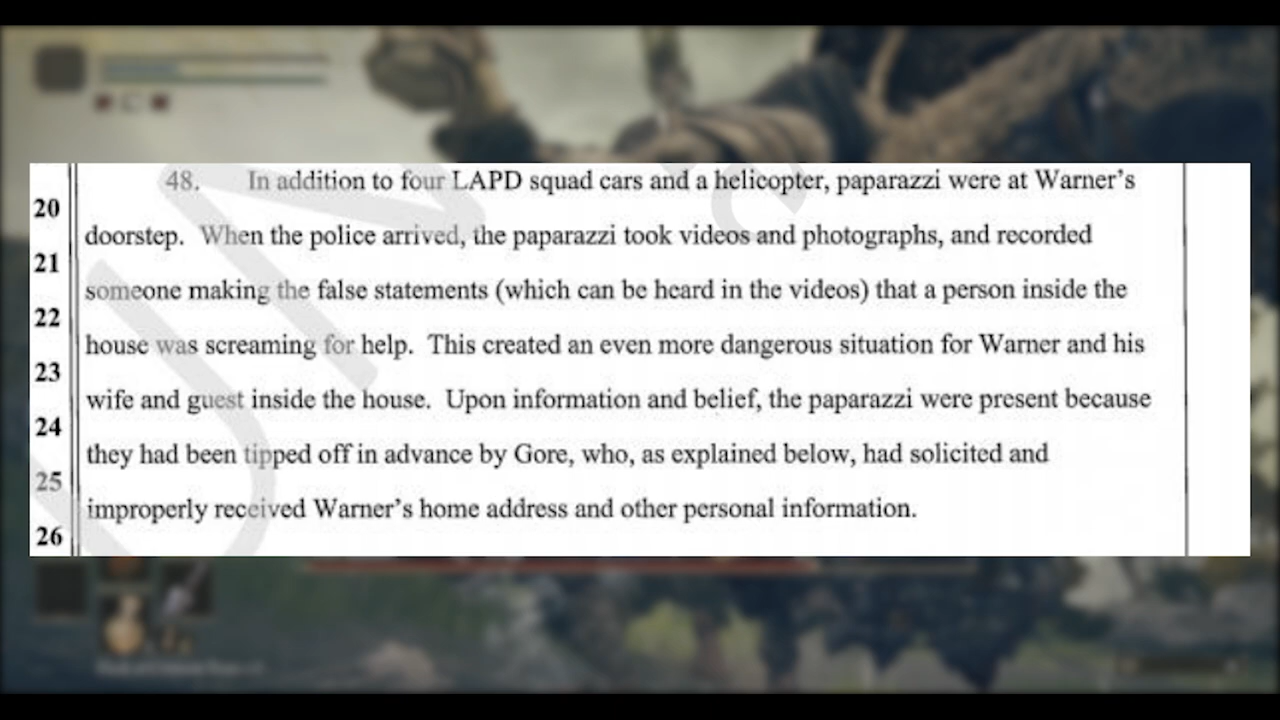 48. In addition to four LAPD squad cars and a helicopter, paparazzi were at Warner's
20
doorstep. When the police arrived, the paparazzi took videos and photographs, and recorded
21
someone making the false statements (which can be heard in the videos) that a person inside the
22
house was screaming for help. This created an even more dangerous situation for Warner and his
23
wife and guest inside the house. Upon information and belief, the paparazzi were present because
24
they had been tipped off in advance by Gore, who, as explained below, had solicited and
25
improperly received Warner's home address and other personal information.
26